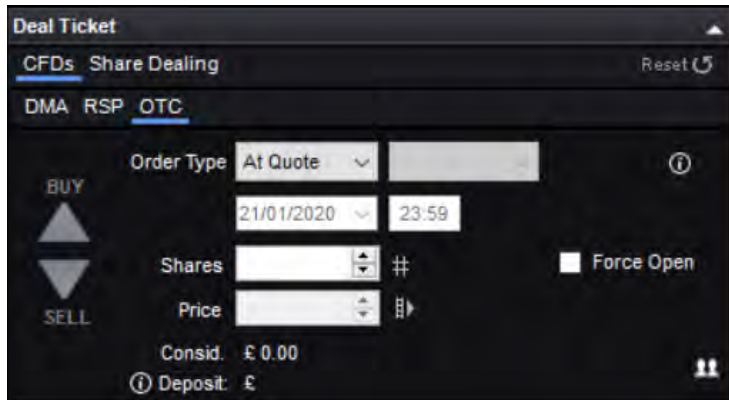 Deal Ticket
CFDs Share Dealing Reset
DMA RSP OTC
Order Type At Quote
BUY
21/01/2020 23:59
Shares # Force Open
Price
SELL
Consid. £ 0.00
Deposit: £